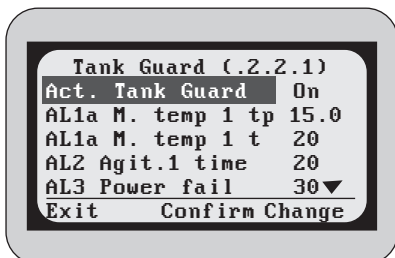 Tank Guard (.2.2.1)
Act. Tank Guard On
AL1a M. temp 1 tp 15.0
AL1a M. temp 1 t 20
AL2 Agit.1 time 20
AL3 Power fail 30▼
Exit Confirm Change